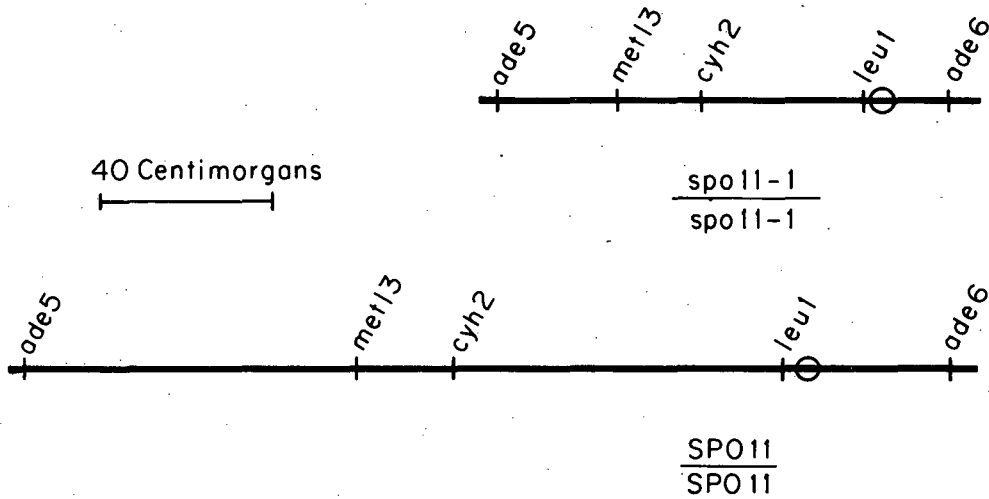 ade5 met13 cyh2 leu1 ade6
40 Centimorgans
spo11-1
spo11-1
ade5 met13 cyh2 leu1 ade6
SPO11
SPO11